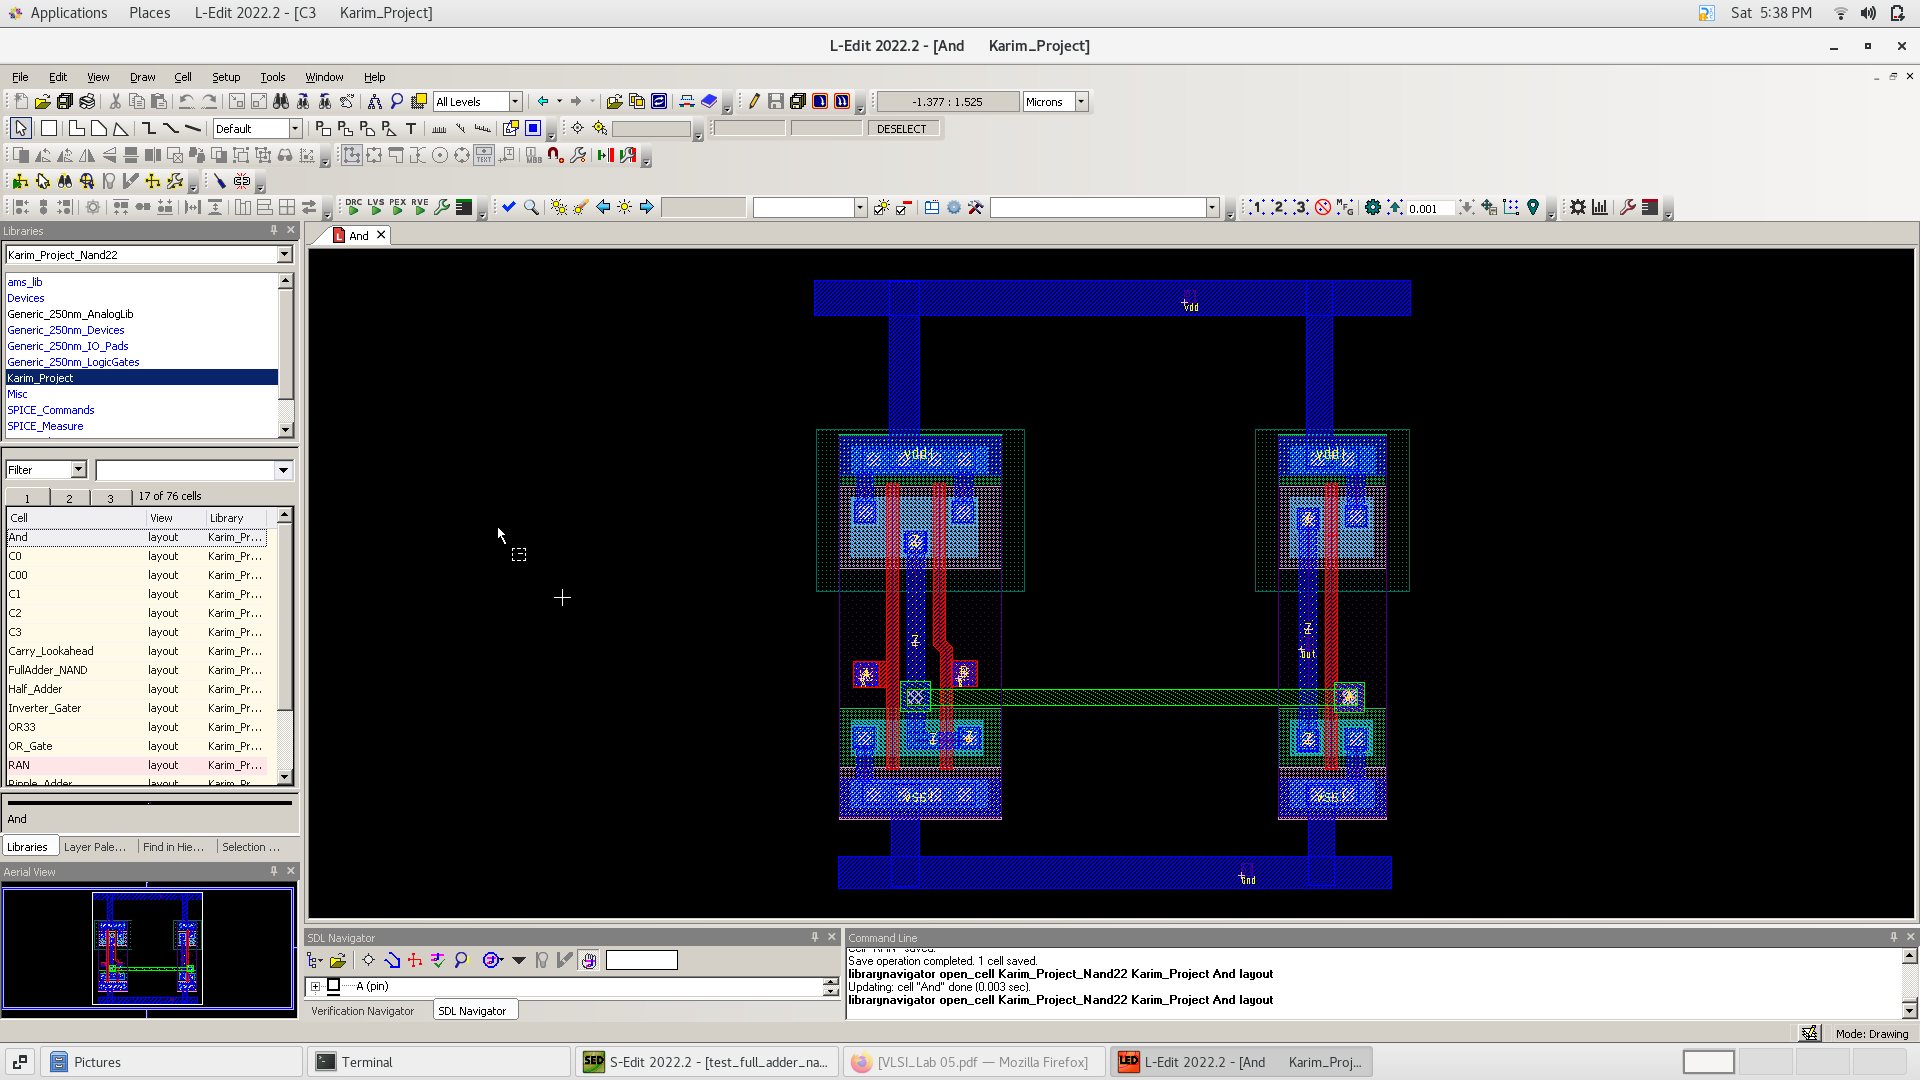 Applications Places L-Edit 2022.2 - [C3 Karim_Project] Sat 5:38 PM
L-Edit 2022.2 - [And Karim_Project]
File Edit View Draw Cell Setup Tools Window Help
All Levels -1.377 : 1.525 Microns
Default DESELECT
TEXT
DRC LVS PEX RVE 0.001
Libraries
And
Karim_Project_Nand22
ams_lib
Devices
Generic_250nm_AnalogLib
Generic_250nm_Devices
Generic_250nm_IO_Pads
Generic_250nm_LogicGates
Karim_Project
Misc
SPICE_Commands
SPICE_Measure
Filter
1 2 3 17 of 76 cells
Cell View Library
And layout Karim_Pr...
C0 layout Karim_Pr...
C00 layout Karim_Pr...
C1 layout Karim_Pr...
C2 layout Karim_Pr...
C3 layout Karim_Pr...
Carry_Lookahead layout Karim_Pr...
FullAdder_NAND layout Karim_Pr...
Half_Adder layout Karim_Pr...
Inverter_Gater layout Karim_Pr...
OR33 layout Karim_Pr...
OR_Gate layout Karim_Pr...
RAN layout Karim_Pr...
Ripple_Adder layout Karim_Pr...
And
Libraries Layer Pale... Find in Hie... Selection ...
Aerial View
Vdd
Z
Z
Out
Gnd
SDL Navigator
A (pin)
Verification Navigator SDL Navigator
Command Line
Cell "RAN" saved.
Save operation completed. 1 cell saved.
librarynavigator open_cell Karim_Project_Nand22 Karim_Project And layout
Updating: cell "And" done (0.003 sec).
librarynavigator open_cell Karim_Project_Nand22 Karim_Project And layout
Mode: Drawing
Pictures Terminal S-Edit 2022.2 - [test_full_adder_na... [VLSI_Lab 05.pdf — Mozilla Firefox] L-Edit 2022.2 - [And Karim_Proj...